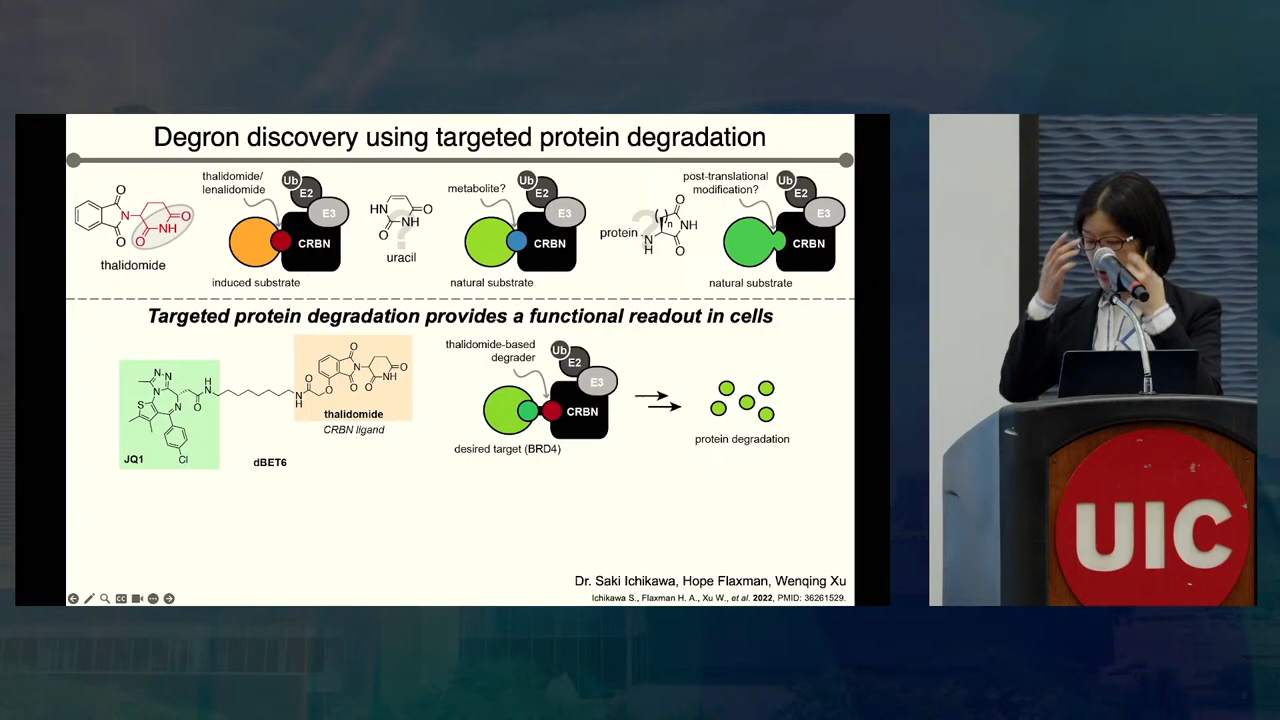 Degron discovery using targeted protein degradation
thalidomide/
lenalidomide
Ub
E2
E3
CRBN
induced substrate
thalidomide
O
N
O
O
NH
O
HN
O
NH
O
?
uracil
metabolite?
Ub
E2
E3
CRBN
natural substrate
protein
N
H
?
n
O
NH
O
post-translational
modification?
Ub
E2
E3
CRBN
natural substrate
Targeted protein degradation provides a functional readout in cells
N
N
N
N
S
Cl
O
H
N
JQ1
dBET6
N
H
O
O
O
N
O
O
NH
O
thalidomide
CRBN ligand
thalidomide-based
degrader
Ub
E2
E3
CRBN
desired target (BRD4)
protein degradation
Dr. Saki Ichikawa, Hope Flaxman, Wenqing Xu
Ichikawa S., Flaxman H. A., Xu W., et al. 2022, PMID: 36261529.
UIC